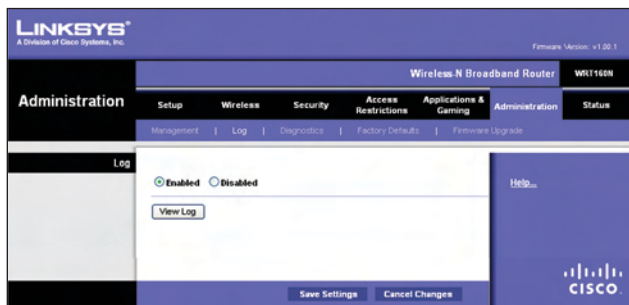 LINKSYS®
A Division of Cisco Systems, Inc.
Firmware Version: v1.00.1
Wireless-N Broadband Router WRT160N
Administration
Setup Wireless Security Access Restrictions Applications & Gaming Administration Status
Management | Log | Diagnostics | Factory Defaults | Firmware Upgrade
Log
Enabled Disabled
Help...
View Log
Save Settings Cancel Changes
CISCO.